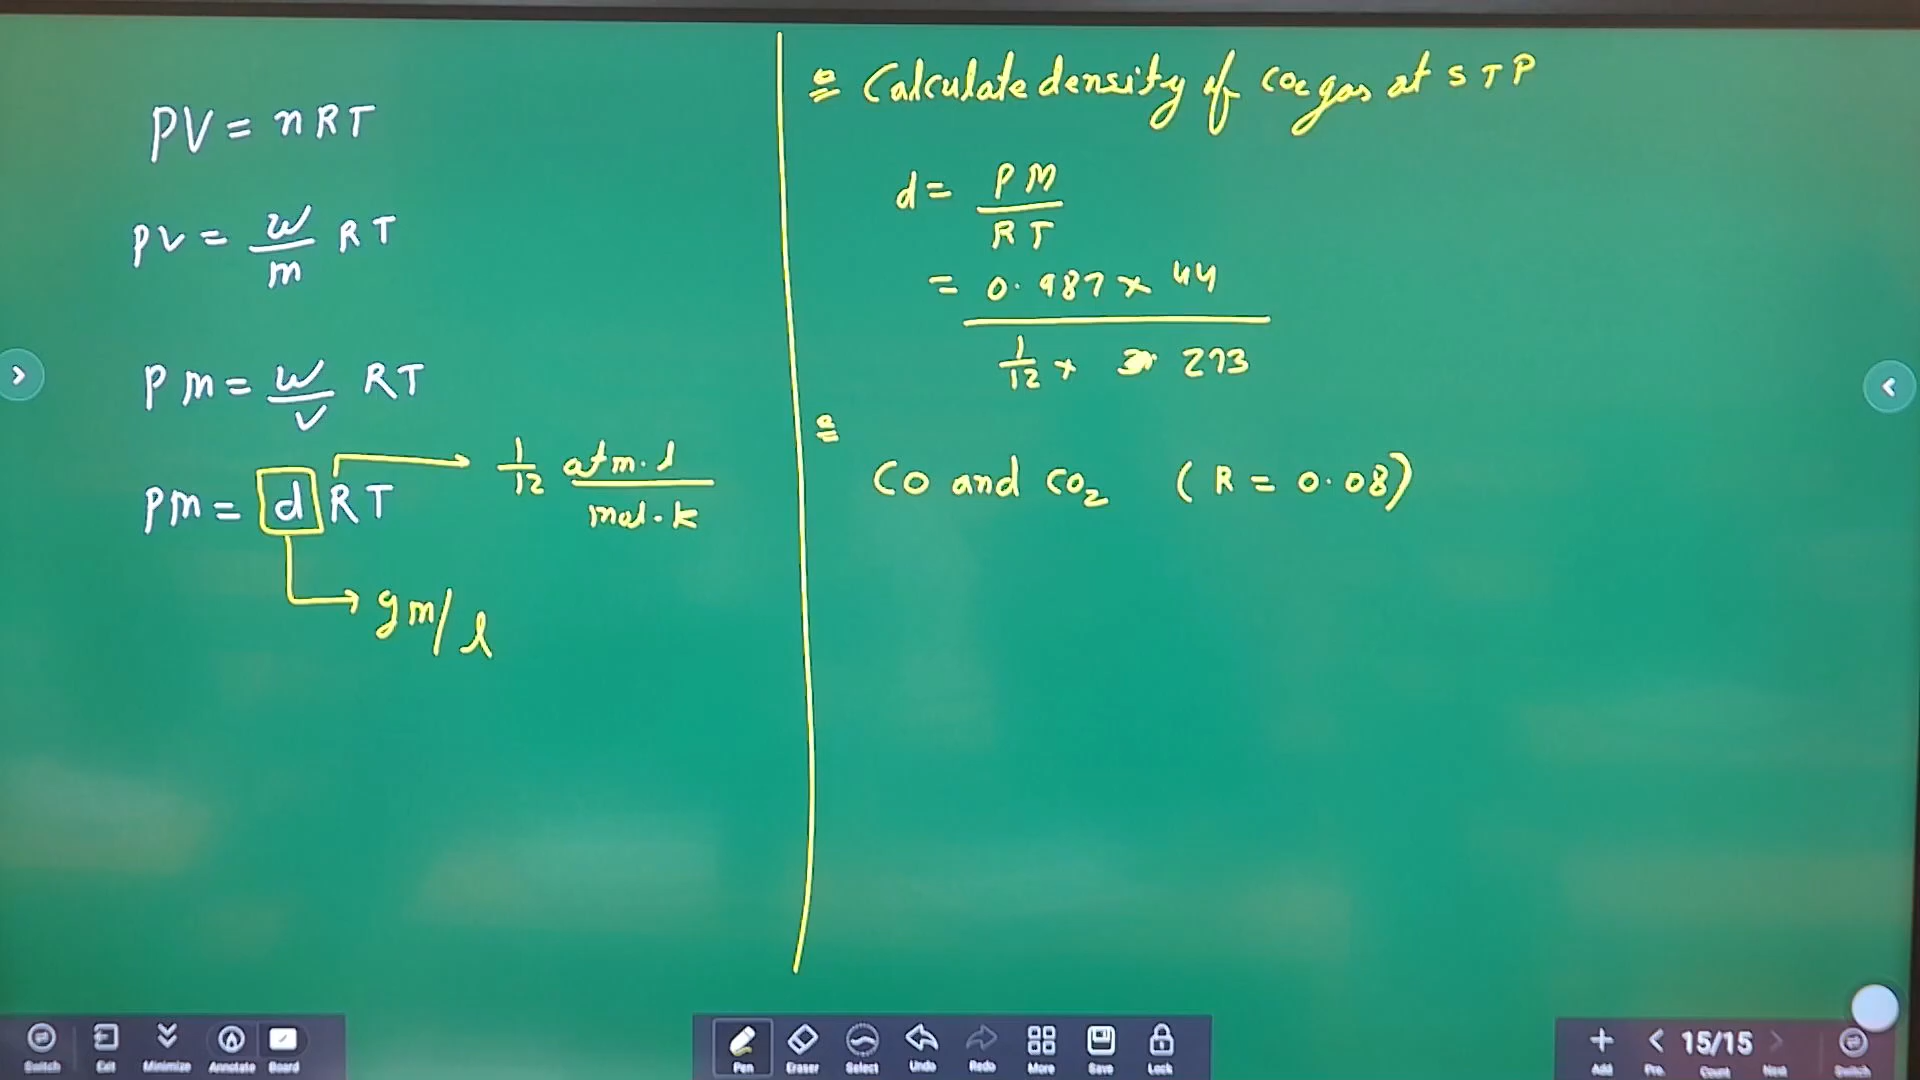 PV = nRT
PV = w/m RT
Pm = w/V RT
Pm = d RT
1/12 atm.l/mol.k
gm/l
Q= Calculate density of CO2 gas at STP
d = PM/RT
= 0.987 x 44
1/12 x 273
Q=
CO and CO2 (R = 0.08)
Switch Exit Minimize Annotate Board
Pen Eraser Select Undo Redo More Save Lock
Add Pre. 15/15 Count Next Switch